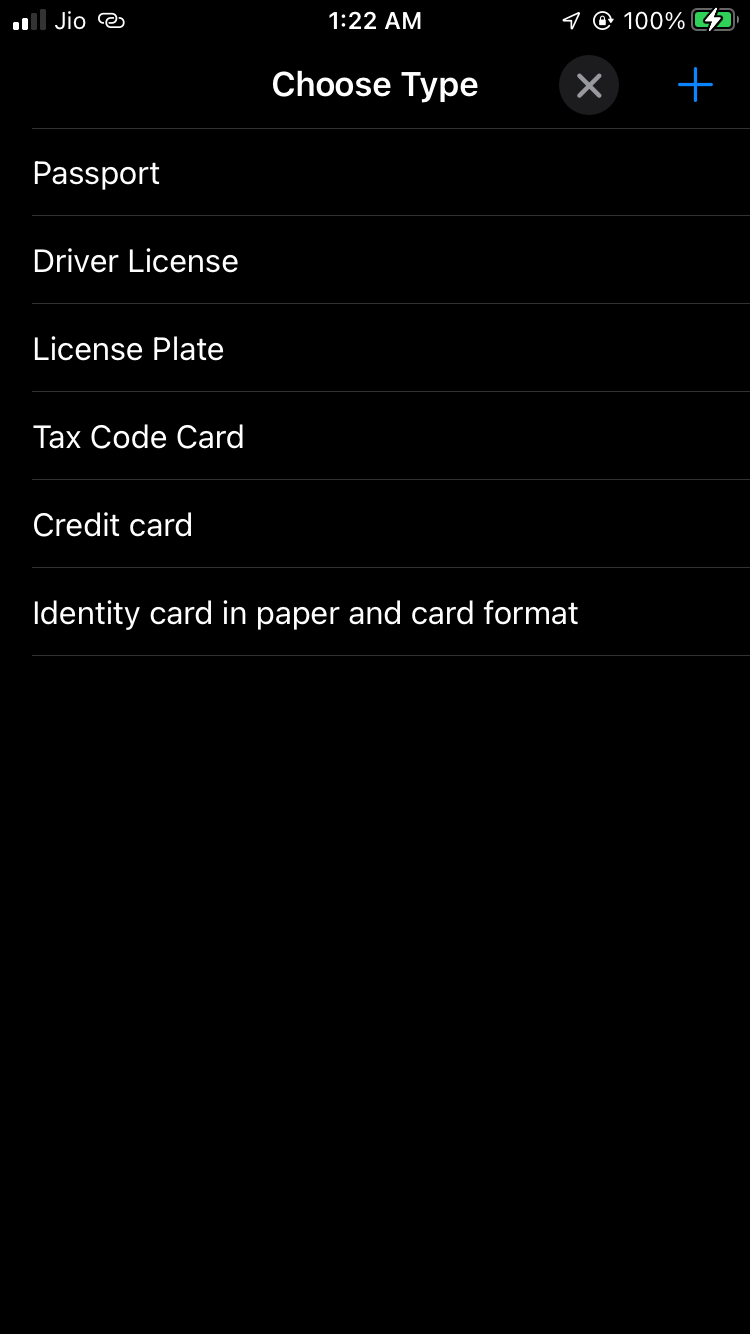 Jio 1:22 AM 100%
Choose Type
Passport
Driver License
License Plate
Tax Code Card
Credit card
Identity card in paper and card format